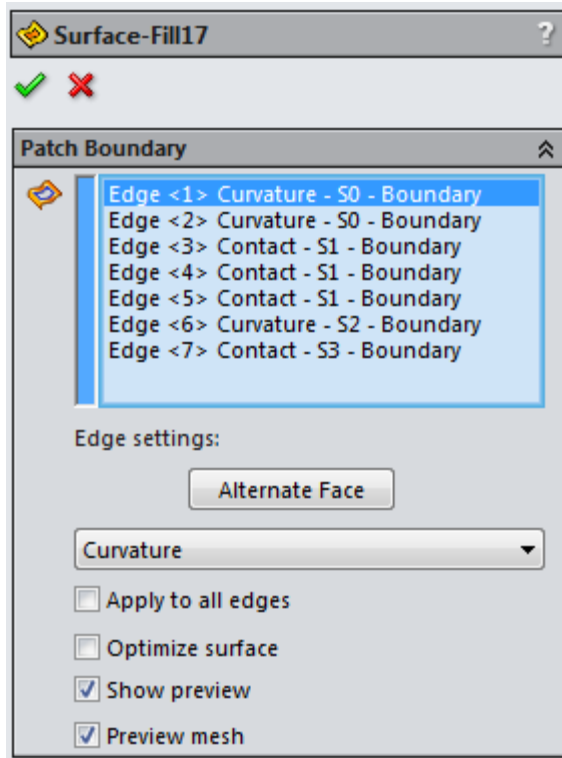 Surface-Fill17 ?
Patch Boundary
Edge <1> Curvature - S0 - Boundary
Edge <2> Curvature - S0 - Boundary
Edge <3> Contact - S1 - Boundary
Edge <4> Contact - S1 - Boundary
Edge <5> Contact - S1 - Boundary
Edge <6> Curvature - S2 - Boundary
Edge <7> Contact - S3 - Boundary
Edge settings:
Alternate Face
Curvature
Apply to all edges
Optimize surface
Show preview
Preview mesh